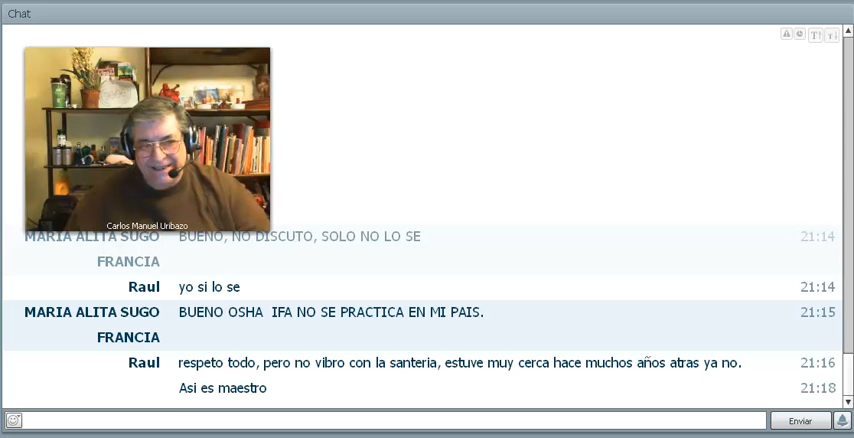 Chat
Carlos Manuel Uribazo
MARIA ALITA SUGO BUENO, NO DISCUTO, SOLO NO LO SE 21:14
FRANCIA
Raul yo si lo se 21:14
MARIA ALITA SUGO BUENO OSHA IFA NO SE PRACTICA EN MI PAIS. 21:15
FRANCIA
Raul respeto todo, pero no vibro con la santeria, estuve muy cerca hace muchos años atras ya no. 21:16
Asi es maestro 21:18
Enviar